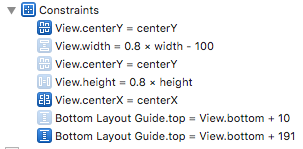 Constraints
View.centerY = centerY
View.width = 0.8 × width - 100
View.centerY = centerY
View.height = 0.8 × height
View.centerX = centerX
Bottom Layout Guide.top = View.bottom + 10
Bottom Layout Guide.top = View.bottom + 191